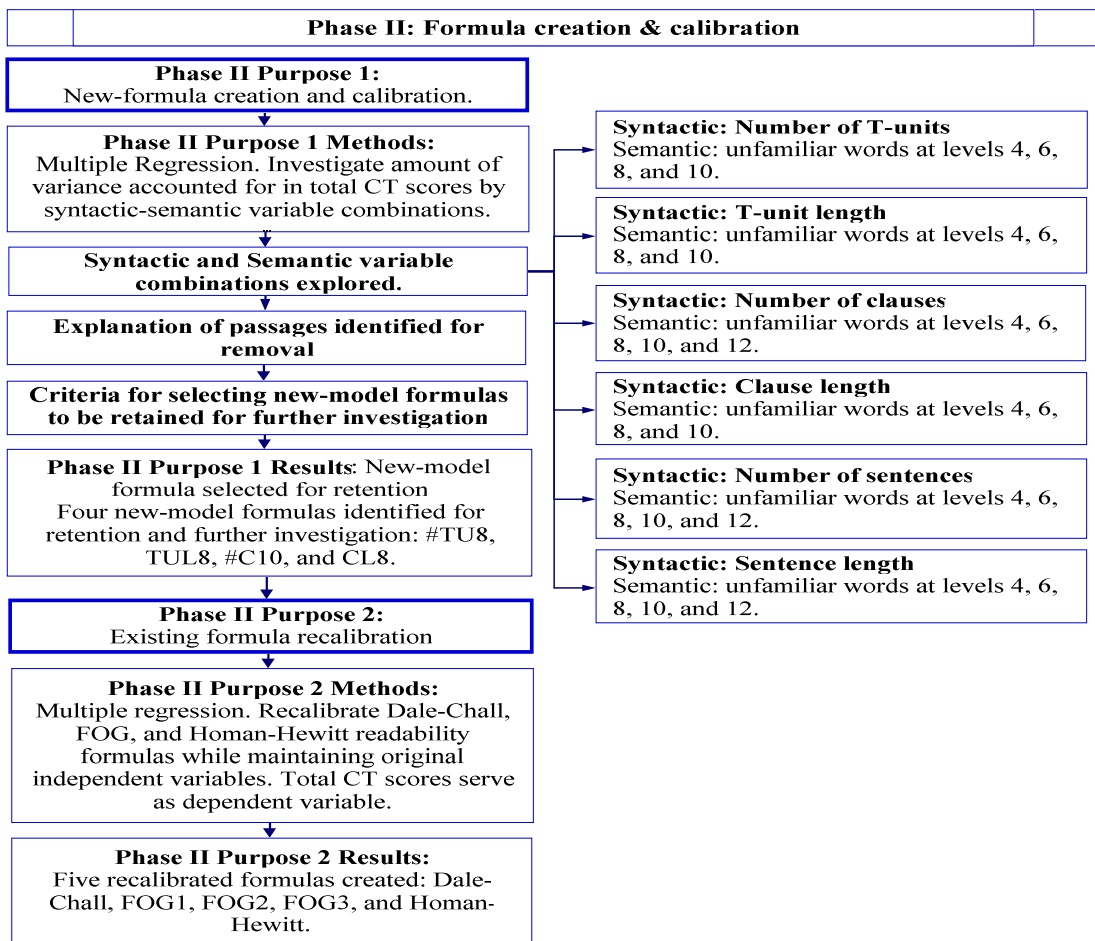 Phase II: Formula creation & calibration
Phase II Purpose 1:
New-formula creation and calibration.
Phase II Purpose 1 Methods:
Multiple Regression. Investigate amount of
variance accounted for in total CT scores by
syntactic-semantic variable combinations.
Syntactic and Semantic variable
combinations explored.
Explanation of passages identified for
removal
Criteria for selecting new-model formulas
to be retained for further investigation
Phase II Purpose 1 Results: New-model
formula selected for retention
Four new-model formulas identified for
retention and further investigation: #TU8,
TUL8, #C10, and CL8.
Phase II Purpose 2:
Existing formula recalibration
Phase II Purpose 2 Methods:
Multiple regression. Recalibrate Dale-Chall,
FOG, and Homan-Hewitt readability
formulas while maintaining original
independent variables. Total CT scores serve
as dependent variable.
Phase II Purpose 2 Results:
Five recalibrated formulas created: Dale-
Chall, FOG1, FOG2, FOG3, and Homan-
Hewitt.
Syntactic: Number of T-units
Semantic: unfamiliar words at levels 4, 6,
8, and 10.
Syntactic: T-unit length
Semantic: unfamiliar words at levels 4, 6,
8, and 10.
Syntactic: Number of clauses
Semantic: unfamiliar words at levels 4, 6,
8, 10, and 12.
Syntactic: Clause length
Semantic: unfamiliar words at levels 4, 6,
8, and 10.
Syntactic: Number of sentences
Semantic: unfamiliar words at levels 4, 6,
8, 10, and 12.
Syntactic: Sentence length
Semantic: unfamiliar words at levels 4, 6,
8, 10, and 12.